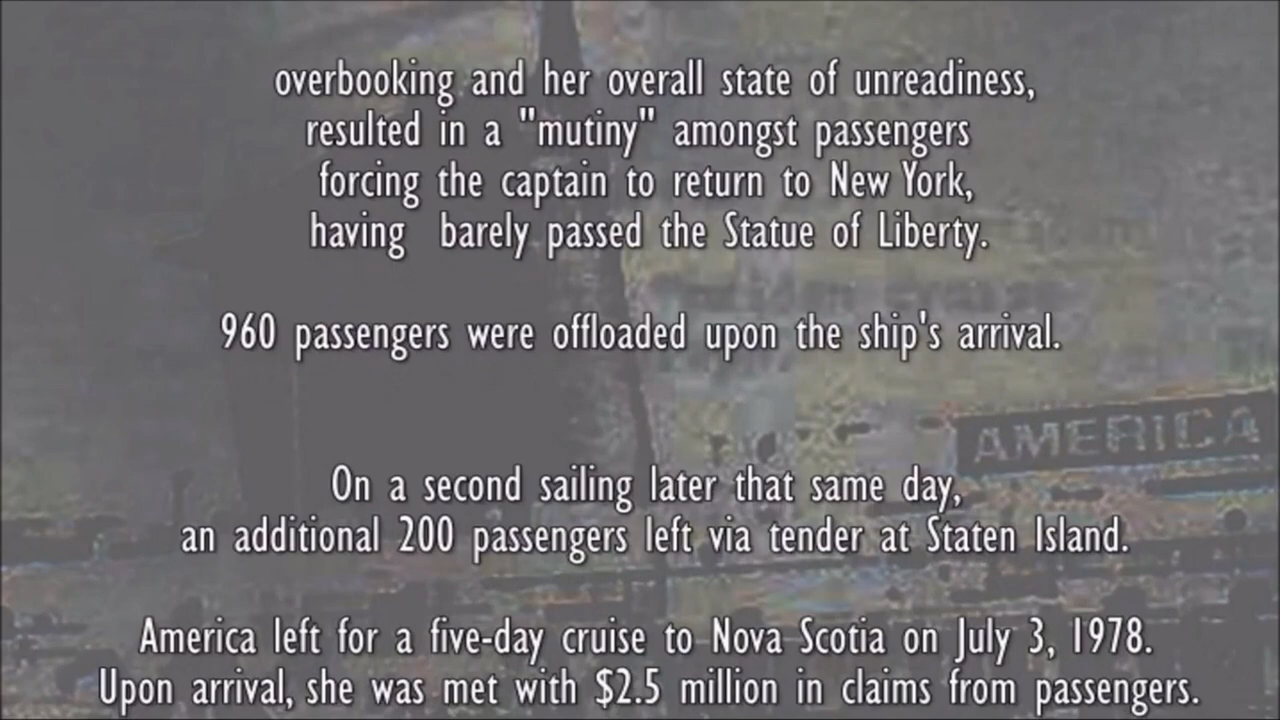 overbooking and her overall state of unreadiness,
resulted in a "mutiny" amongst passengers
forcing the captain to return to New York,
having barely passed the Statue of Liberty.
960 passengers were offloaded upon the ship's arrival.
AMERICA
On a second sailing later that same day,
an additional 200 passengers left via tender at Staten Island.
America left for a five-day cruise to Nova Scotia on July 3, 1978.
Upon arrival, she was met with $2.5 million in claims from passengers.